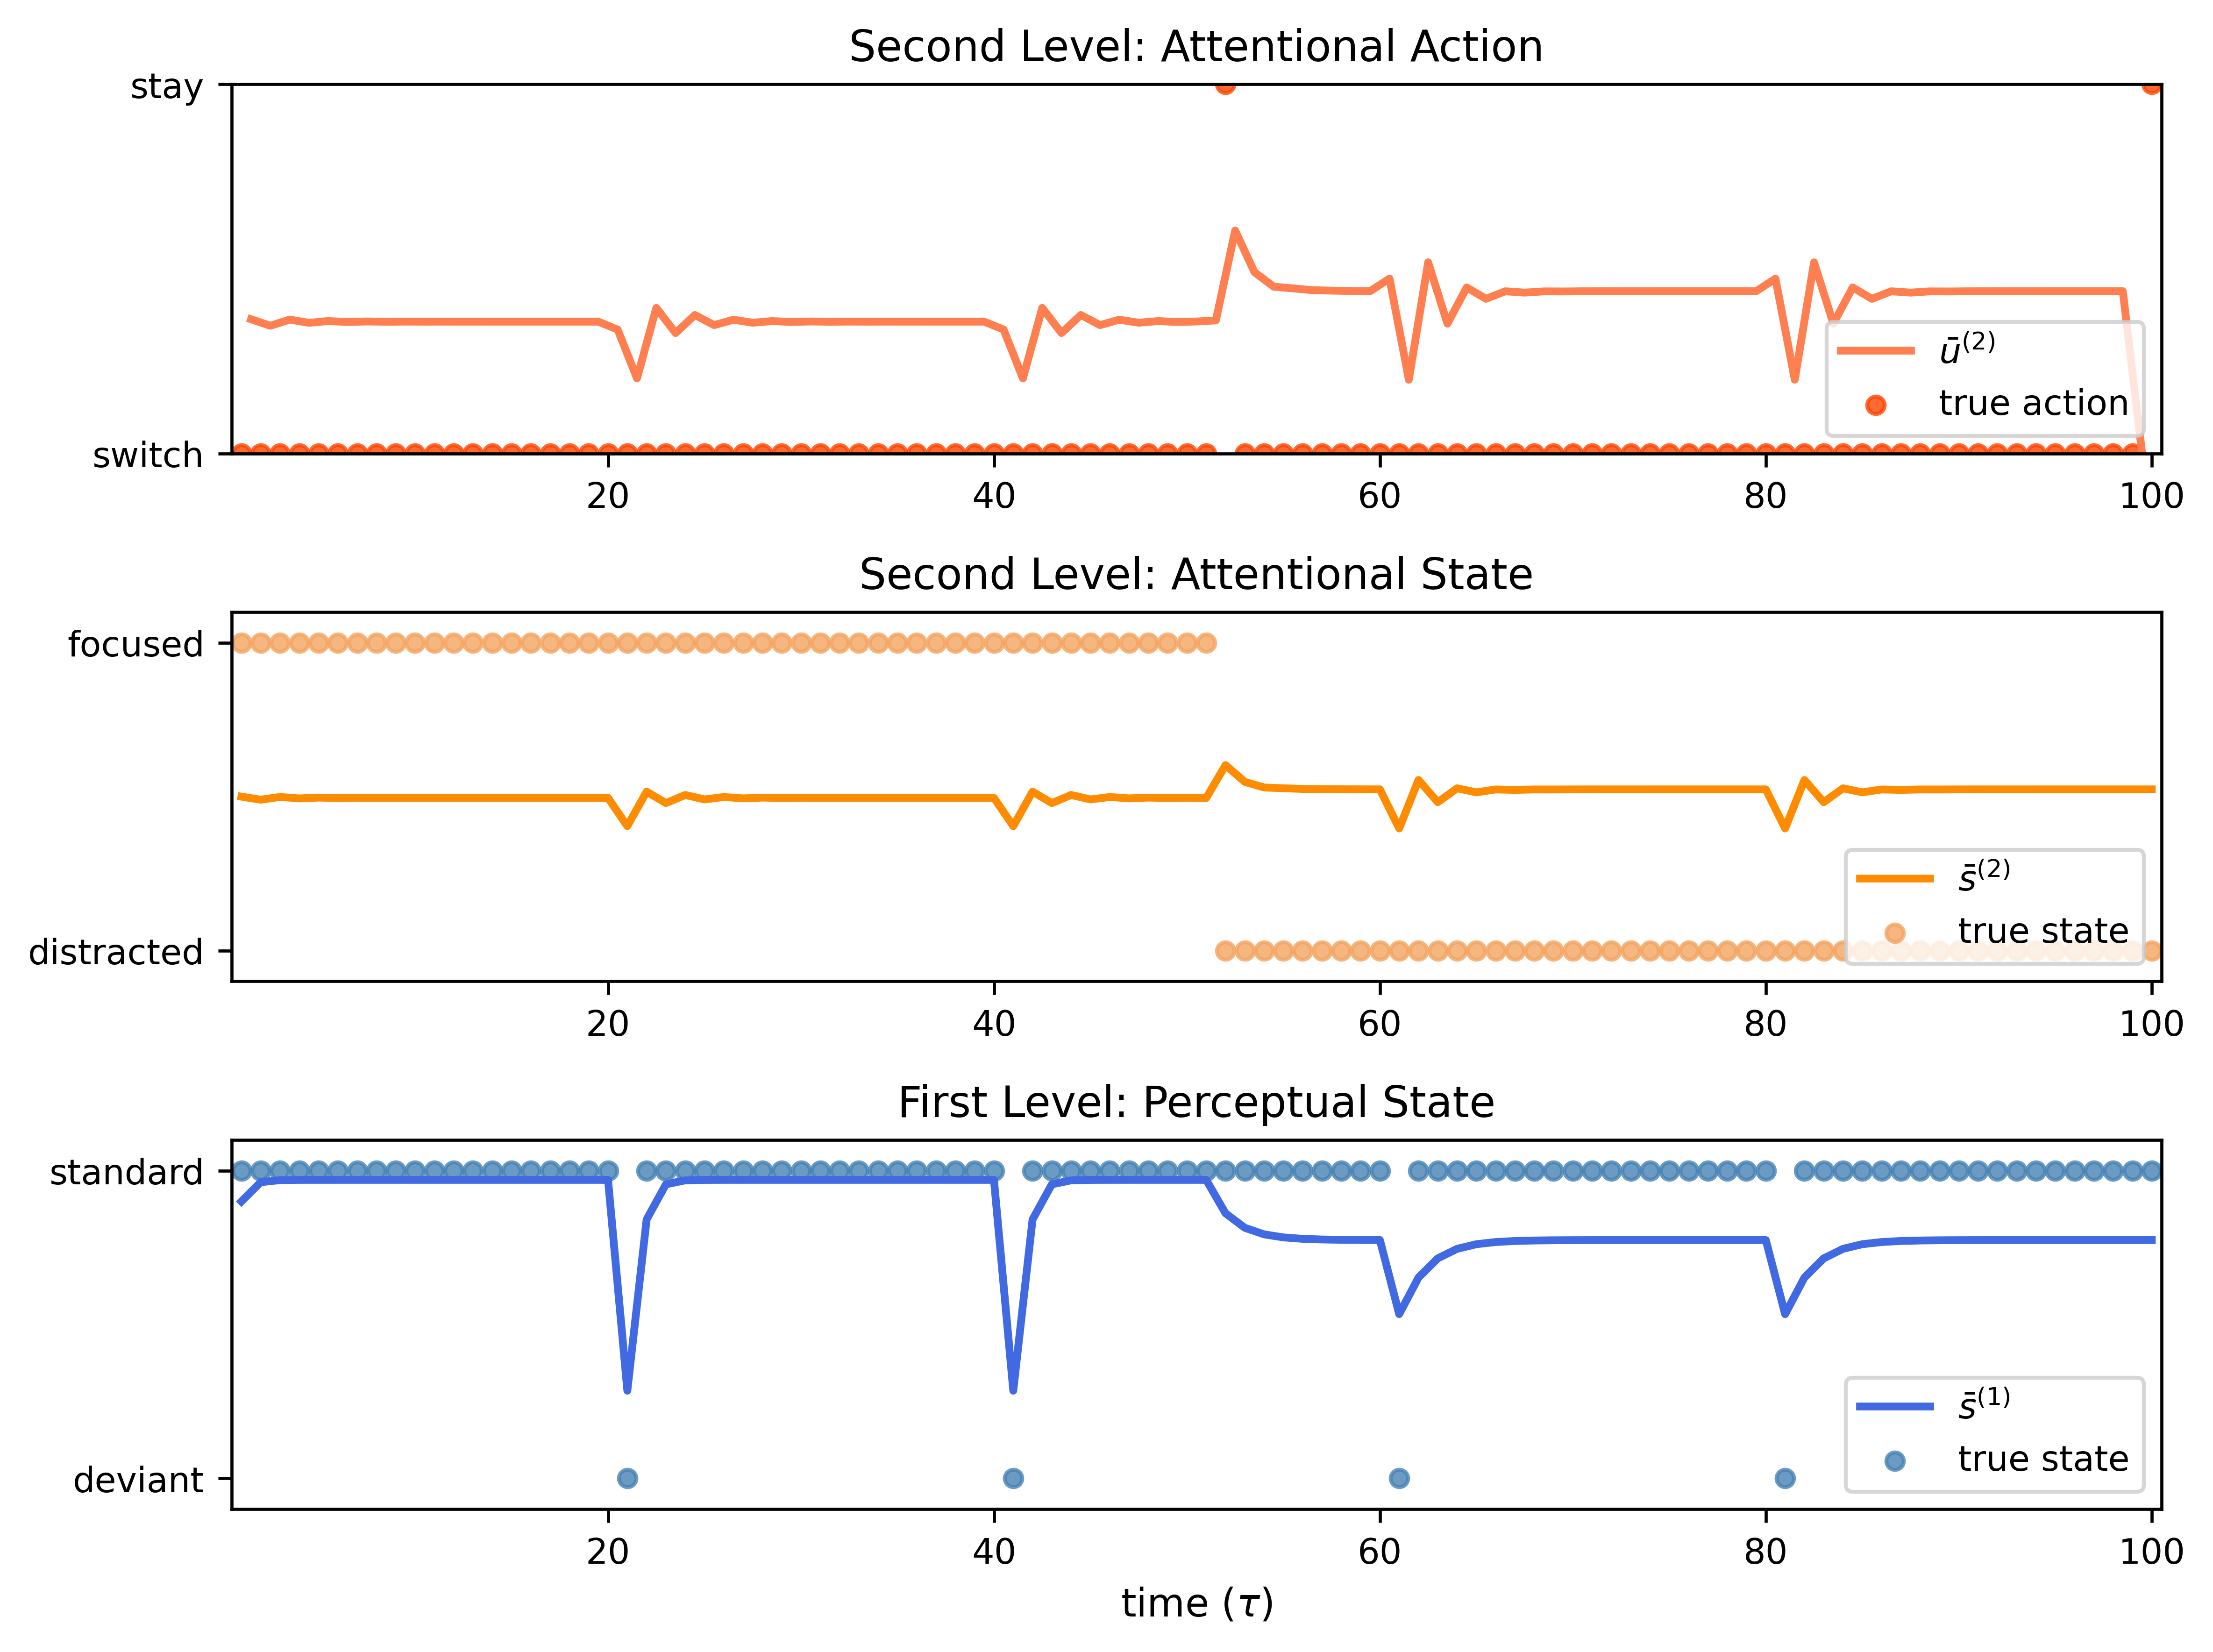 Second Level: Attentional Action
stay
switch
ū⁽²⁾
true action
20 40 60 80 100
Second Level: Attentional State
focused
distracted
s̄⁽²⁾
true state
20 40 60 80 100
First Level: Perceptual State
standard
deviant
s̄⁽¹⁾
true state
20 40 60 80 100
time (τ)